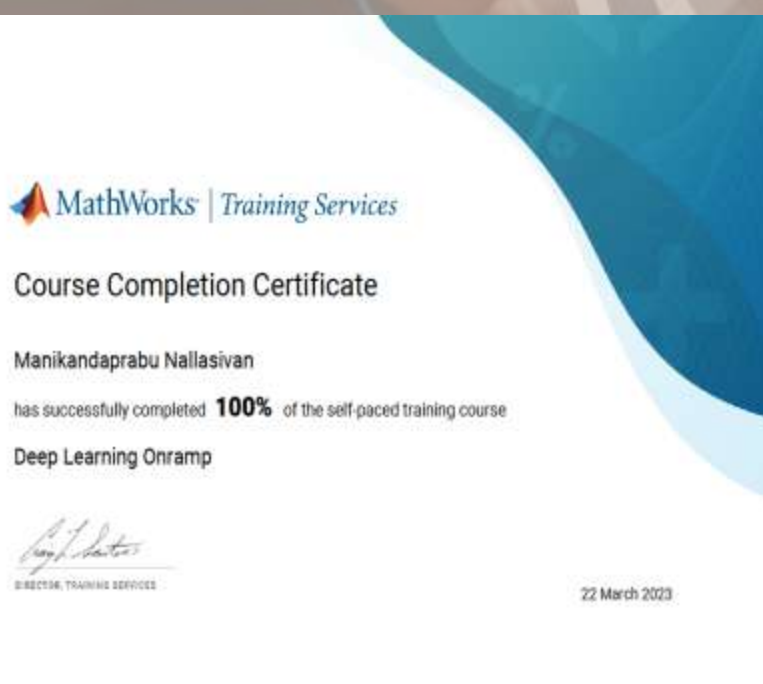 MathWorks | Training Services
Course Completion Certificate
Manikandaprabu Nallasivan
has successfully completed 100% of the self-paced training course
Deep Learning Onramp
DIRECTOR, TRAINING SERVICES
22 March 2023